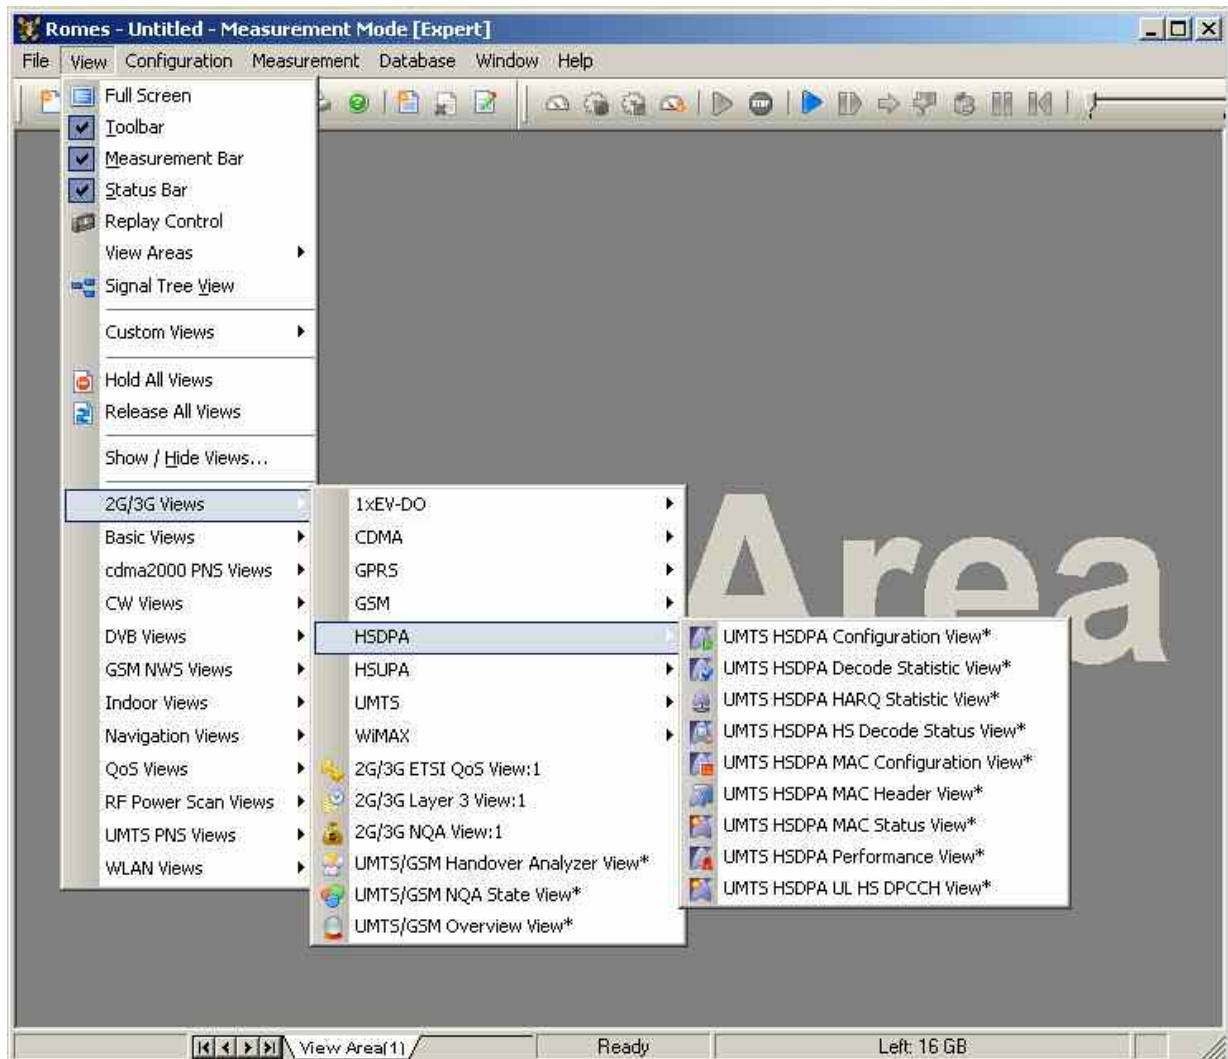 Romes - Untitled - Measurement Mode [Expert]
File View Configuration Measurement Database Window Help
Full Screen
Toolbar
Measurement Bar
Status Bar
Replay Control
View Areas
Signal Tree View
Custom Views
Hold All Views
Release All Views
Show / Hide Views...
2G/3G Views
Basic Views
cdma2000 PNS Views
CW Views
DVB Views
GSM NWS Views
Indoor Views
Navigation Views
QoS Views
RF Power Scan Views
UMTS PNS Views
WLAN Views
1xEV-DO
CDMA
GPRS
GSM
HSDPA
HSUPA
UMTS
WiMAX
2G/3G ETSI QoS View:1
2G/3G Layer 3 View:1
2G/3G NQA View:1
UMTS/GSM Handover Analyzer View*
UMTS/GSM NQA State View*
UMTS/GSM Overview View*
UMTS HSDPA Configuration View*
UMTS HSDPA Decode Statistic View*
UMTS HSDPA HARQ Statistic View*
UMTS HSDPA HS Decode Status View*
UMTS HSDPA MAC Configuration View*
UMTS HSDPA MAC Header View*
UMTS HSDPA MAC Status View*
UMTS HSDPA Performance View*
UMTS HSDPA UL HS DPCCH View*
Area
View Area(1) Ready Left: 16 GB